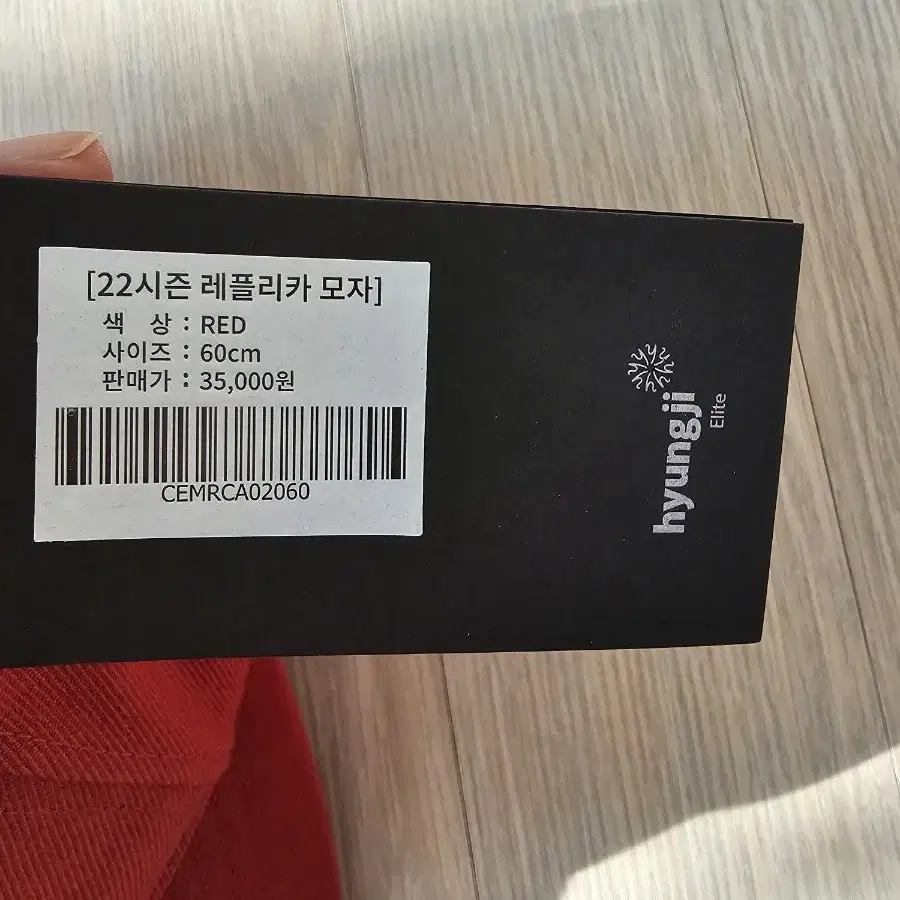 [22시즌 레플리카 모자]
색 상 : RED
사이즈 : 60cm
판매가 : 35,000원
CEMRCA02060
hyungji
Elite